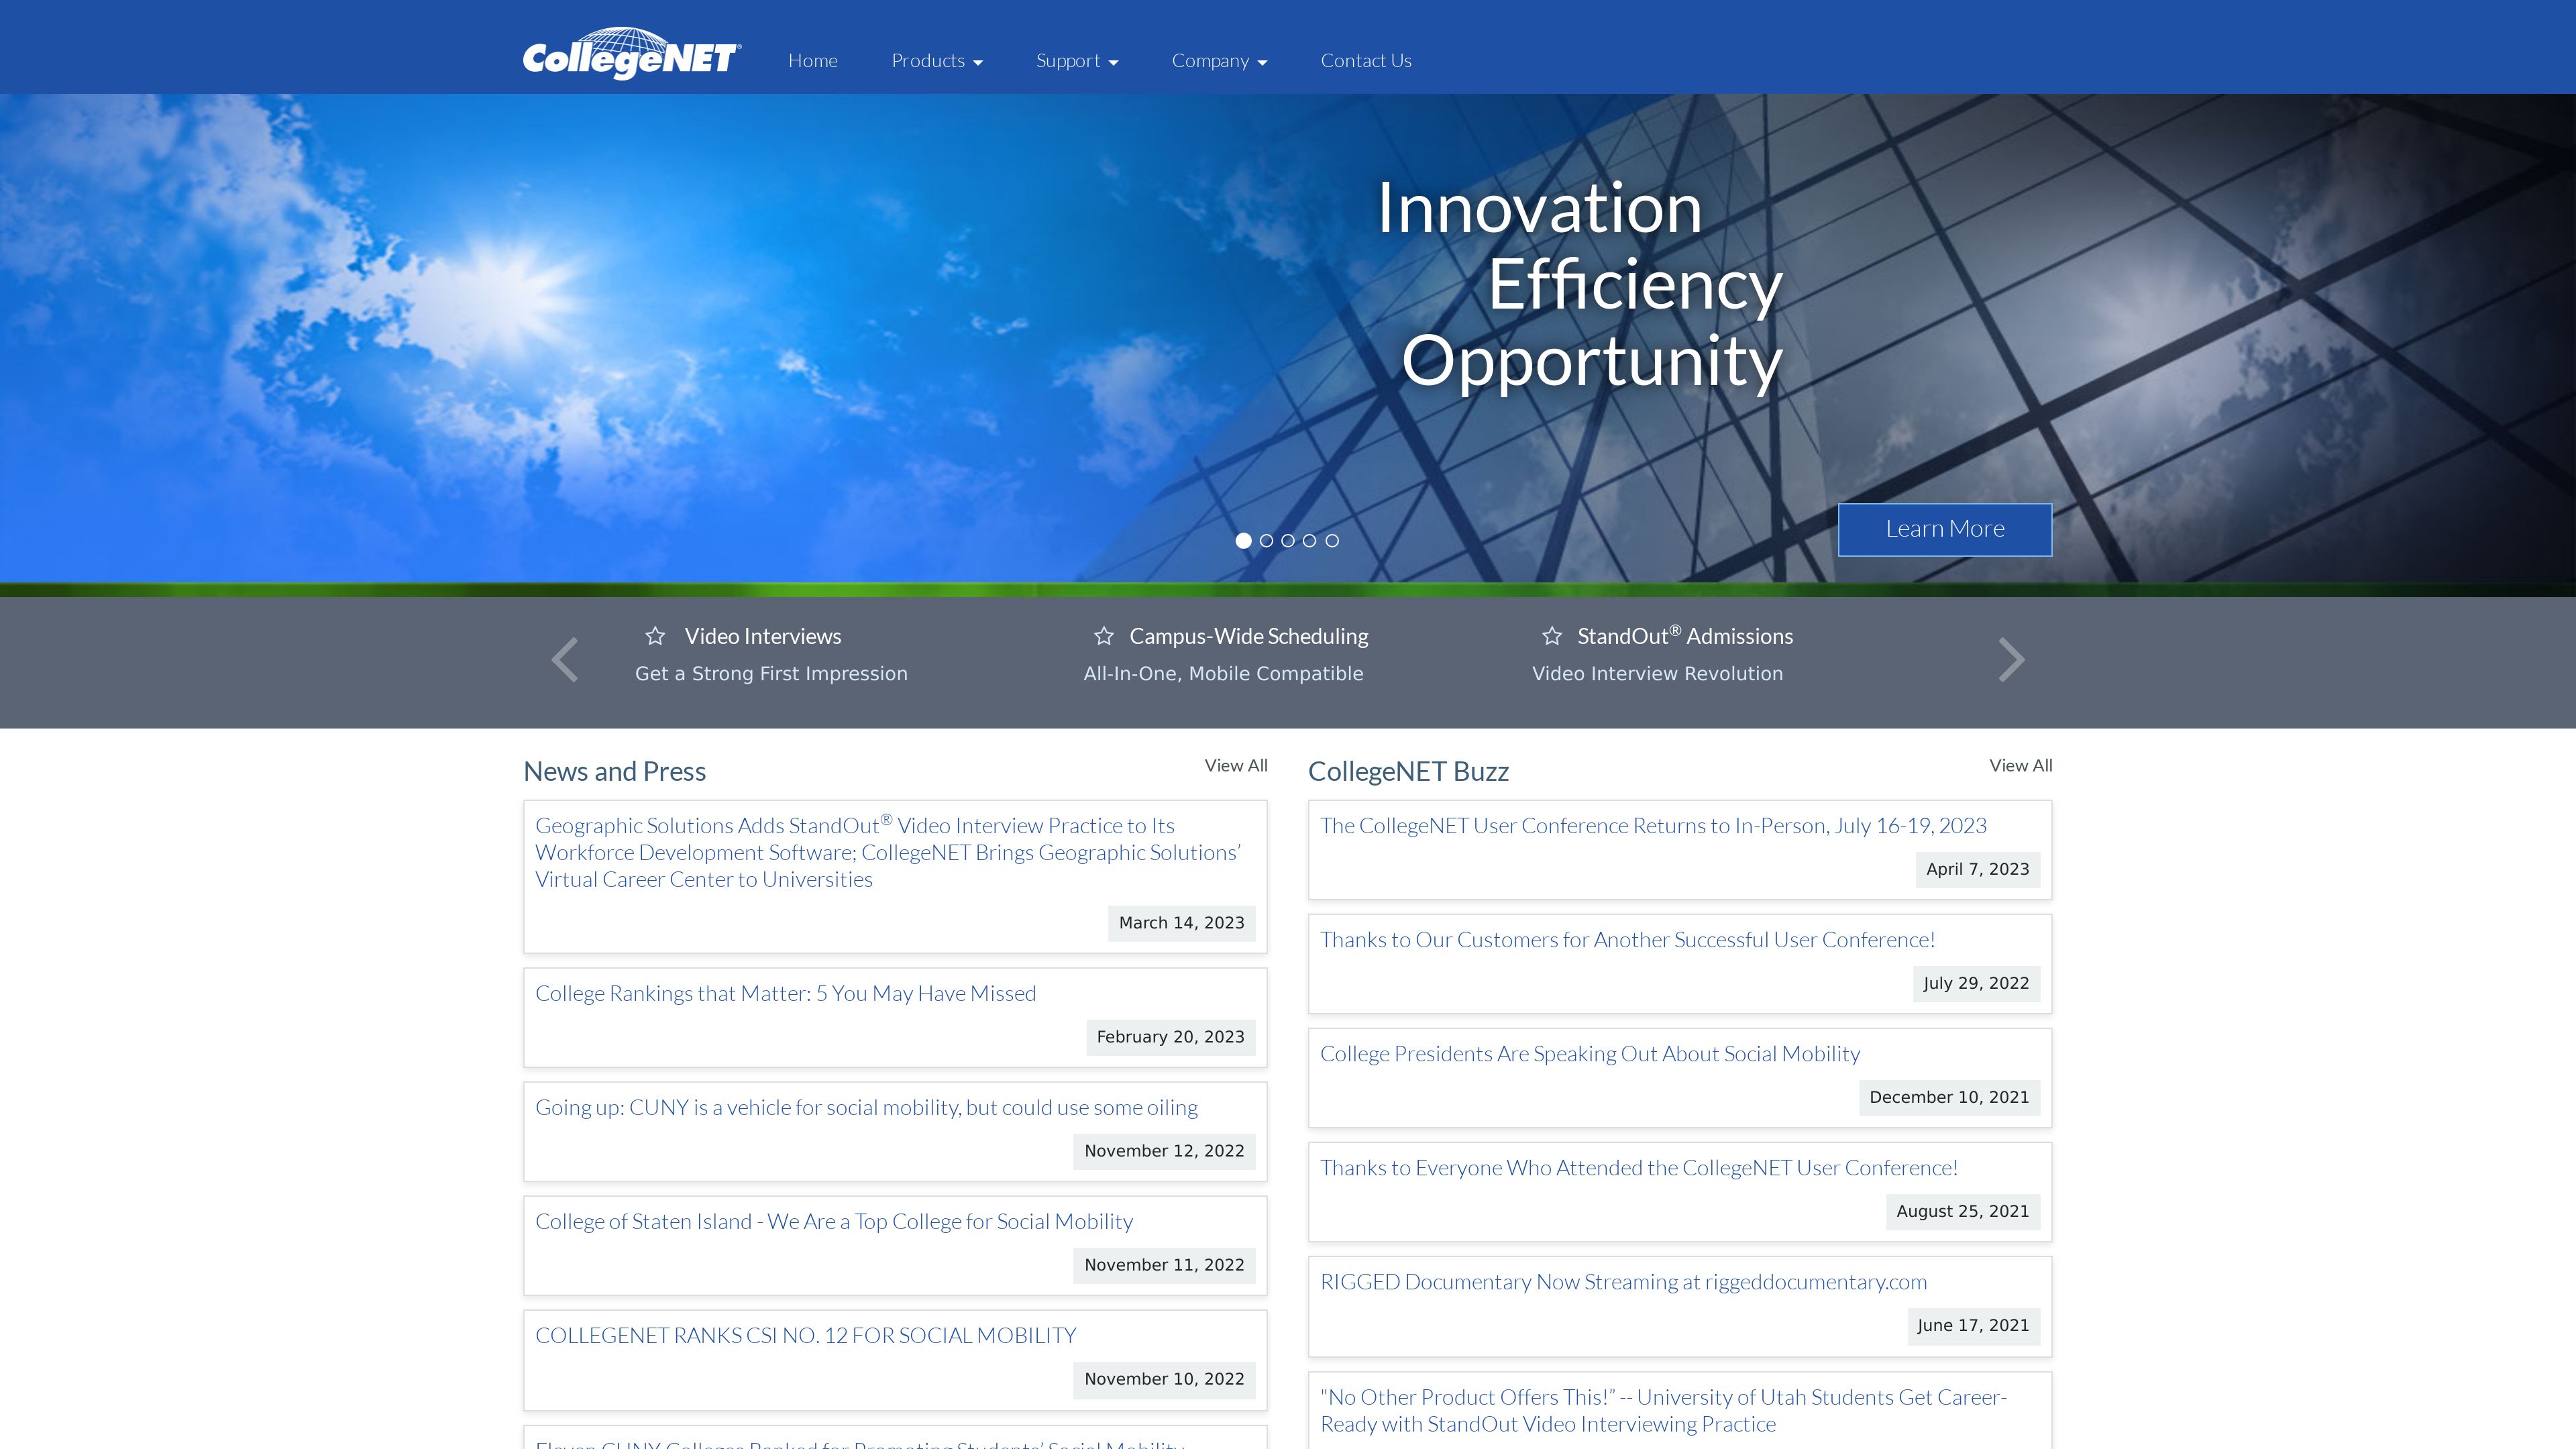 CollegeNET®
Home
Products
Support
Company
Contact Us
Innovation
Efficiency
Opportunity
Learn More
Video Interviews
Get a Strong First Impression
Campus-Wide Scheduling
All-In-One, Mobile Compatible
StandOut® Admissions
Video Interview Revolution
News and Press
View All
Geographic Solutions Adds StandOut® Video Interview Practice to Its
Workforce Development Software; CollegeNET Brings Geographic Solutions’
Virtual Career Center to Universities
March 14, 2023
College Rankings that Matter: 5 You May Have Missed
February 20, 2023
Going up: CUNY is a vehicle for social mobility, but could use some oiling
November 12, 2022
College of Staten Island - We Are a Top College for Social Mobility
November 11, 2022
COLLEGENET RANKS CSI NO. 12 FOR SOCIAL MOBILITY
November 10, 2022
Eleven CUNY Colleges Ranked for Promoting Students’ Social Mobility
CollegeNET Buzz
View All
The CollegeNET User Conference Returns to In-Person, July 16-19, 2023
April 7, 2023
Thanks to Our Customers for Another Successful User Conference!
July 29, 2022
College Presidents Are Speaking Out About Social Mobility
December 10, 2021
Thanks to Everyone Who Attended the CollegeNET User Conference!
August 25, 2021
RIGGED Documentary Now Streaming at riggeddocumentary.com
June 17, 2021
"No Other Product Offers This!” -- University of Utah Students Get Career-
Ready with StandOut Video Interviewing Practice